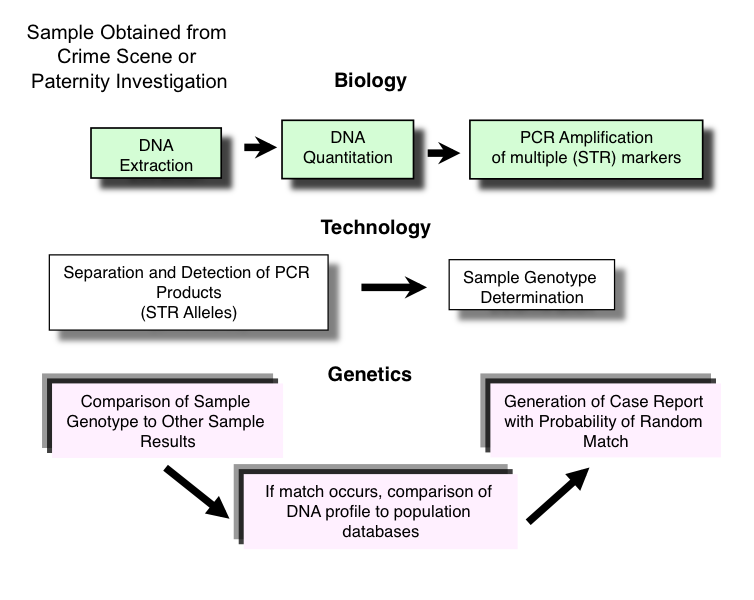 Sample Obtained from
Crime Scene or
Paternity Investigation
Biology
DNA
Extraction
DNA
Quantitation
PCR Amplification
of multiple (STR) markers
Technology
Separation and Detection of PCR
Products
(STR Alleles)
Sample Genotype
Determination
Genetics
Comparison of Sample
Genotype to Other Sample
Results
If match occurs, comparison of
DNA profile to population
databases
Generation of Case Report
with Probability of Random
Match